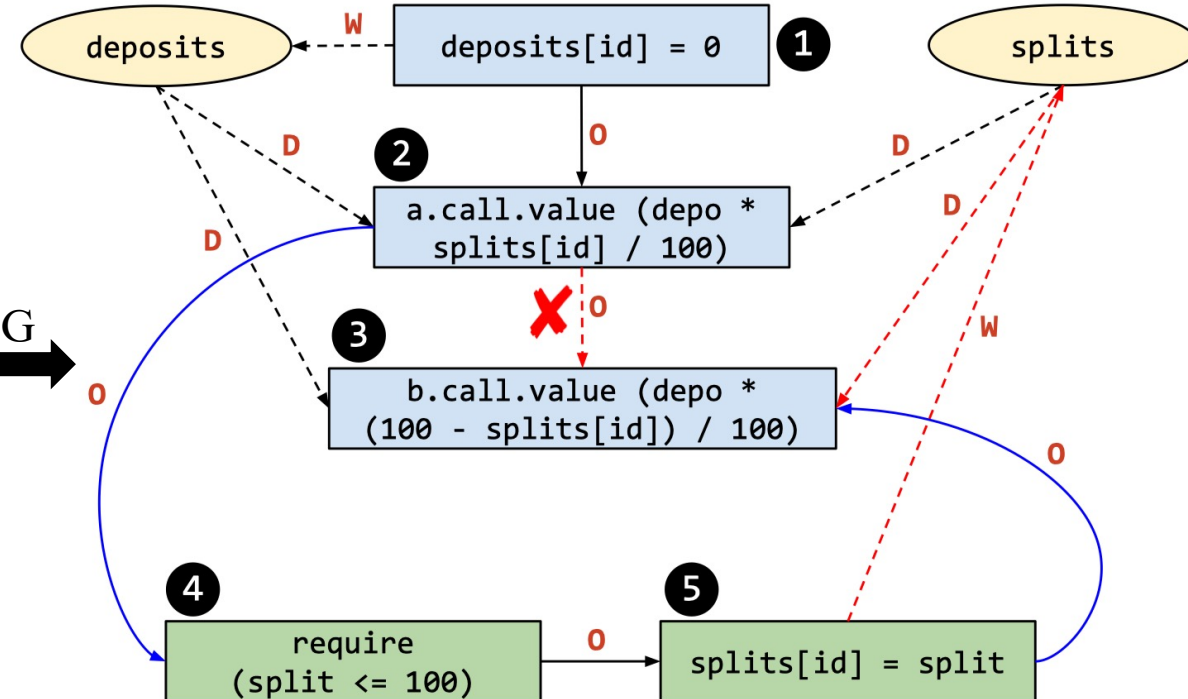 deposits
W
deposits[id] = 0
1
splits
O
D
2
D
a.call.value (depo *
splits[id] / 100)
D
D
O
✘
3
W
G
b.call.value (depo *
(100 - splits[id]) / 100)
O
O
4
5
require
(split <= 100)
O
splits[id] = split